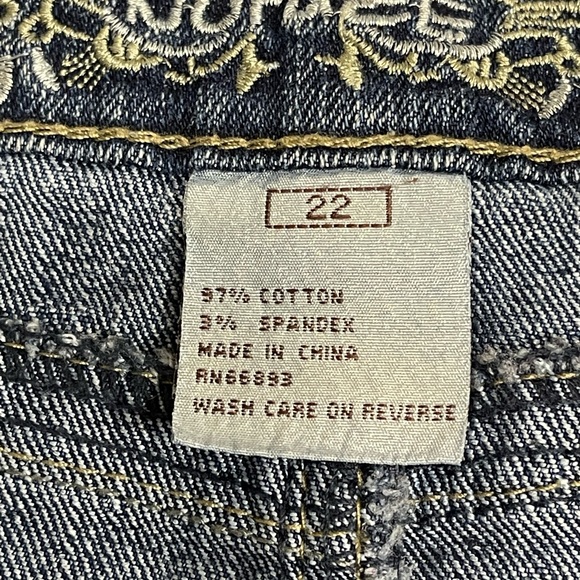 22
97% COTTON
3% SPANDEX
MADE IN CHINA
RN66893
WASH CARE ON REVERSE